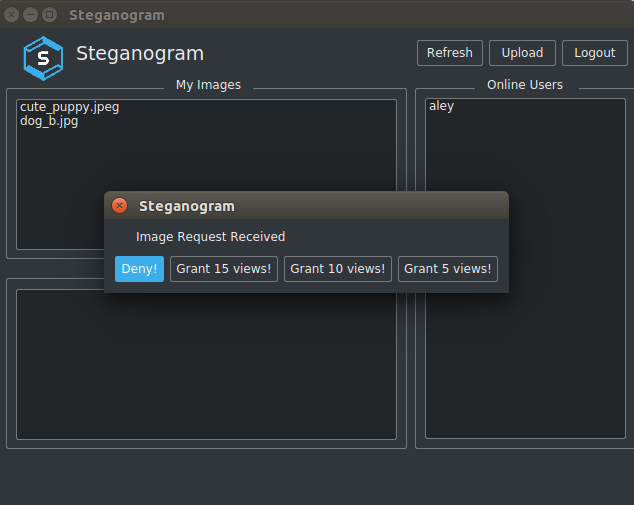 Steganogram
S
Steganogram
Refresh
Upload
Logout
My Images
Online Users
cute_puppy.jpeg
dog_b.jpg
aley
Steganogram
Image Request Received
Deny!
Grant 15 views!
Grant 10 views!
Grant 5 views!